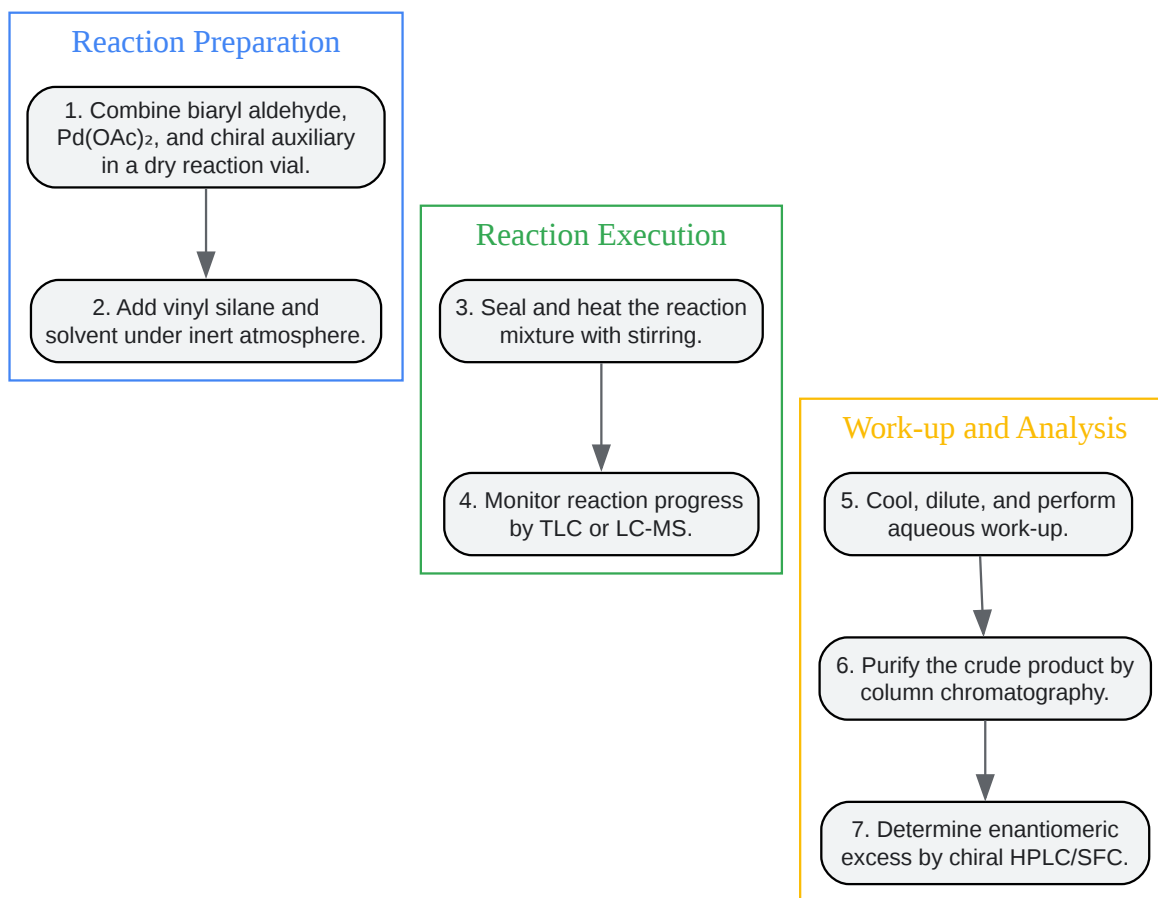 Reaction Preparation
1. Combine biaryl aldehyde,
Pd(OAc)₂, and chiral auxiliary
in a dry reaction vial.
2. Add vinyl silane and
solvent under inert atmosphere.
Reaction Execution
3. Seal and heat the reaction
mixture with stirring.
4. Monitor reaction progress
by TLC or LC-MS.
Work-up and Analysis
5. Cool, dilute, and perform
aqueous work-up.
6. Purify the crude product by
column chromatography.
7. Determine enantiomeric
excess by chiral HPLC/SFC.